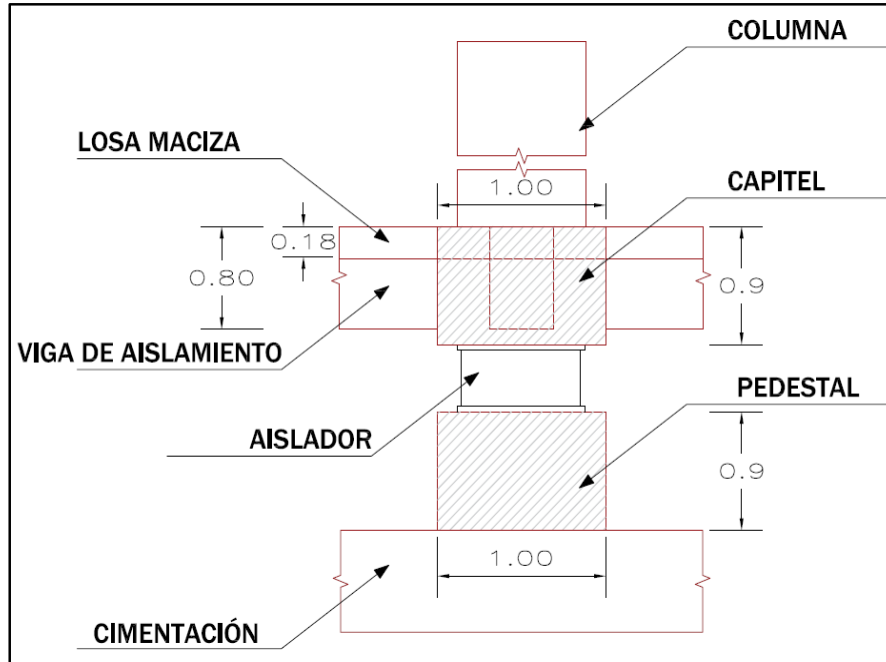 COLUMNA
LOSA MACIZA
1.00
CAPITEL
0.18
0.80
0.9
VIGA DE AISLAMIENTO
PEDESTAL
AISLADOR
0.9
1.00
CIMENTACIÓN